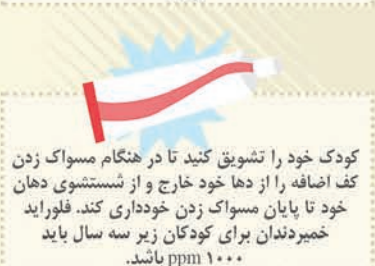 کودک خود را تشویق کنید تا در هنگام مسواک زدن
کف اضافه را از دها خود خارج و از شستشوی دهان
خود تا پایان مسواک زدن خودداری کند. فلوراید
خمیردندان برای کودکان زیر سه سال باید
۱۰۰۰ ppm باشد.